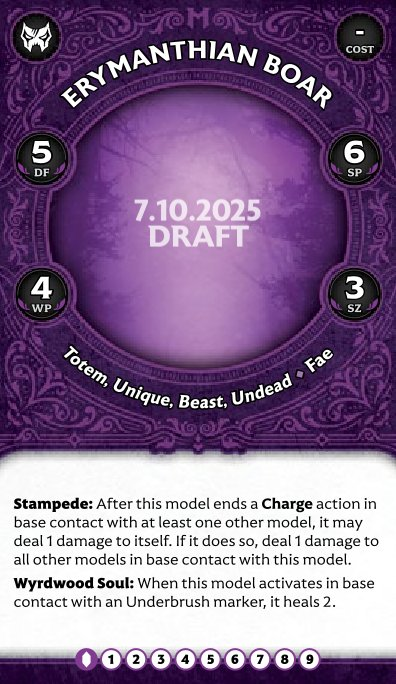 -
COST
ERYMANTHIAN BOAR
5
DF
6
SP
7.10.2025
DRAFT
4
WP
3
SZ
Totem, Unique, Beast, Undead ◆ Fae
Stampede: After this model ends a Charge action in
base contact with at least one other model, it may
deal 1 damage to itself. If it does so, deal 1 damage to
all other models in base contact with this model.
Wyrdwood Soul: When this model activates in base
contact with an Underbrush marker, it heals 2.
1 2 3 4 5 6 7 8 9